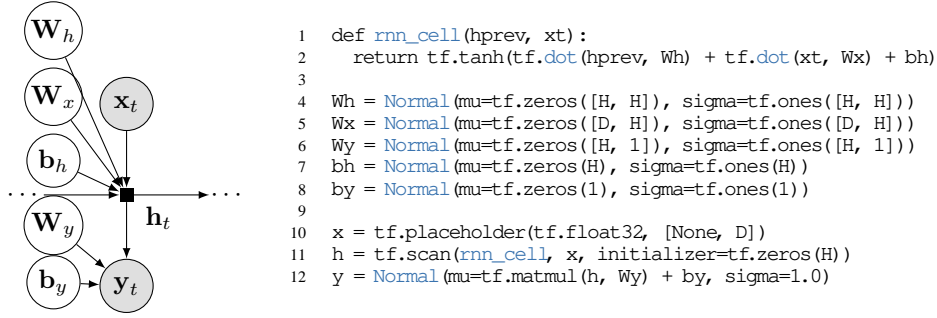 W_h
W_x
x_t
b_h
· · ·
· · ·
h_t
W_y
b_y
y_t
1 def rnn_cell(hprev, xt):
2   return tf.tanh(tf.dot(hprev, Wh) + tf.dot(xt, Wx) + bh)
3
4 Wh = Normal(mu=tf.zeros([H, H]), sigma=tf.ones([H, H]))
5 Wx = Normal(mu=tf.zeros([D, H]), sigma=tf.ones([D, H]))
6 Wy = Normal(mu=tf.zeros([H, 1]), sigma=tf.ones([H, 1]))
7 bh = Normal(mu=tf.zeros(H), sigma=tf.ones(H))
8 by = Normal(mu=tf.zeros(1), sigma=tf.ones(1))
9
10 x = tf.placeholder(tf.float32, [None, D])
11 h = tf.scan(rnn_cell, x, initializer=tf.zeros(H))
12 y = Normal(mu=tf.matmul(h, Wy) + by, sigma=1.0)